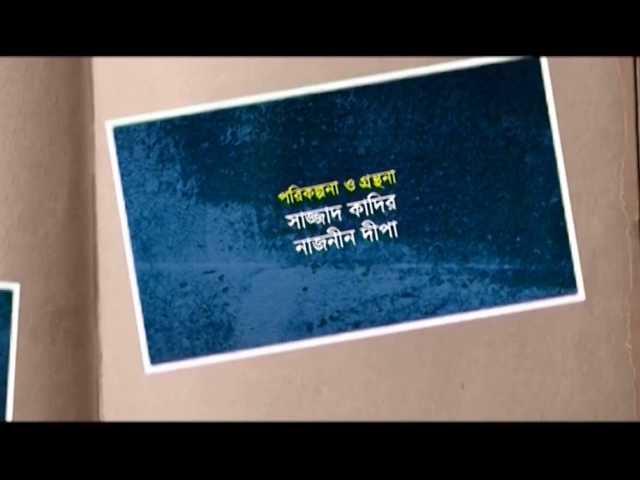 পরিকল্পনা ও গ্রন্থনা
সাজ্জাদ কাদির
নাজনীন দীপা